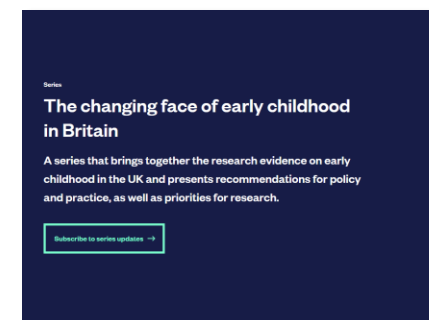 Series
The changing face of early childhood
in Britain
A series that brings together the research evidence on early
childhood in the UK and presents recommendations for policy
and practice, as well as priorities for research.
Subscribe to series updates →